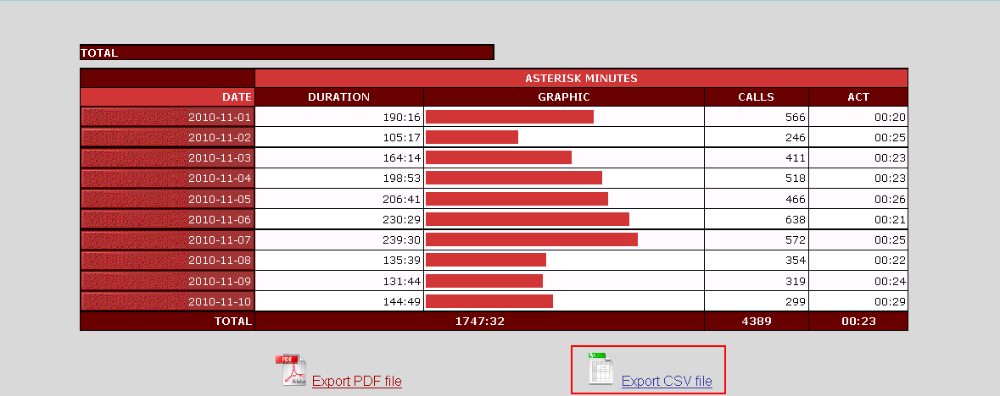 TOTAL
ASTERISK MINUTES
DATE DURATION GRAPHIC CALLS ACT
2010-11-01 190:16 566 00:20
2010-11-02 105:17 246 00:25
2010-11-03 164:14 411 00:23
2010-11-04 198:53 518 00:23
2010-11-05 206:41 466 00:26
2010-11-06 230:29 638 00:21
2010-11-07 239:30 572 00:25
2010-11-08 135:39 354 00:22
2010-11-09 131:44 319 00:24
2010-11-10 144:49 299 00:29
TOTAL 1747:32 4389 00:23
PDF Adobe Export PDF file Export CSV file